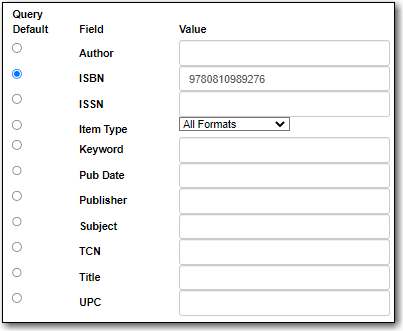 Query
Default Field Value
Author
ISBN 9780810989276
ISSN
Item Type All Formats
Keyword
Pub Date
Publisher
Subject
TCN
Title
UPC